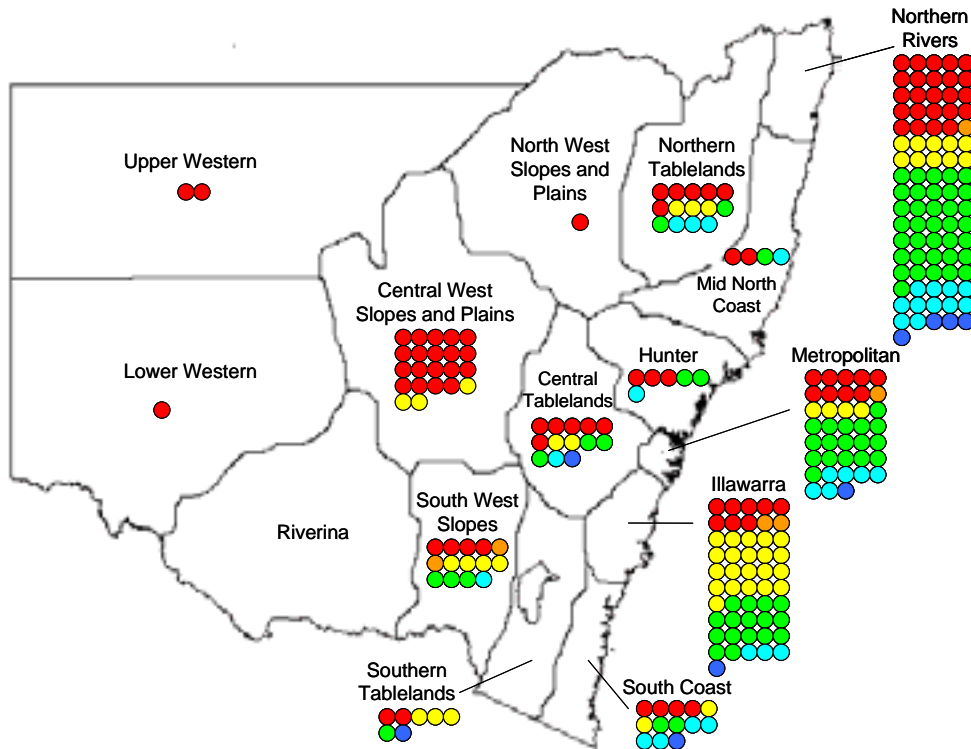 Northern
Rivers
Upper Western
North West
Slopes and
Plains
Northern
Tablelands
Mid North
Coast
Central West
Slopes and Plains
Lower Western
Central
Tablelands
Hunter
Metropolitan
Illawarra
South West
Slopes
Riverina
Southern
Tablelands
South Coast